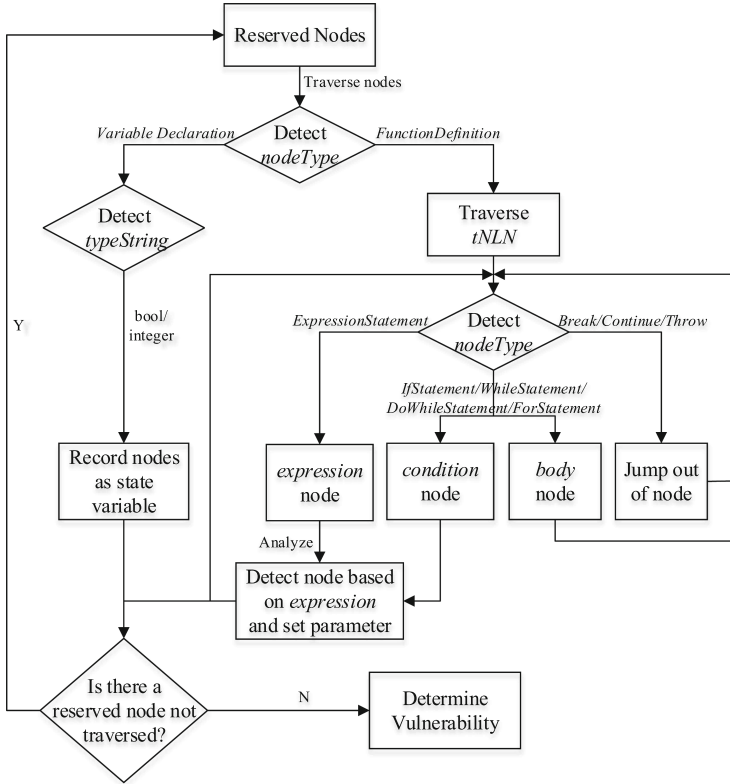 Reserved Nodes
Traverse nodes
Variable Declaration
Detect
nodeType
FunctionDefinition
Detect
typeString
Traverse
tNLN
Y
bool/
integer
ExpressionStatement
Detect
nodeType
Break/Continue/Throw
IfStatement/WhileStatement/
DoWhileStatement/ForStatement
Record nodes
as state
variable
expression
node
condition
node
body
node
Jump out
of node
Analyze
Detect node based
on expression
and set parameter
Is there a
reserved node not
traversed?
N
Determine
Vulnerability